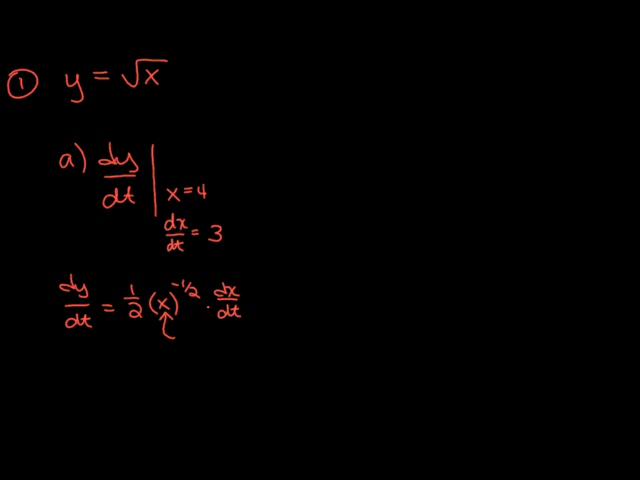 ① y = √x
a) dy/dt | x = 4
dx/dt = 3
dy/dt = 1/2 (x)^-1/2 · dx/dt